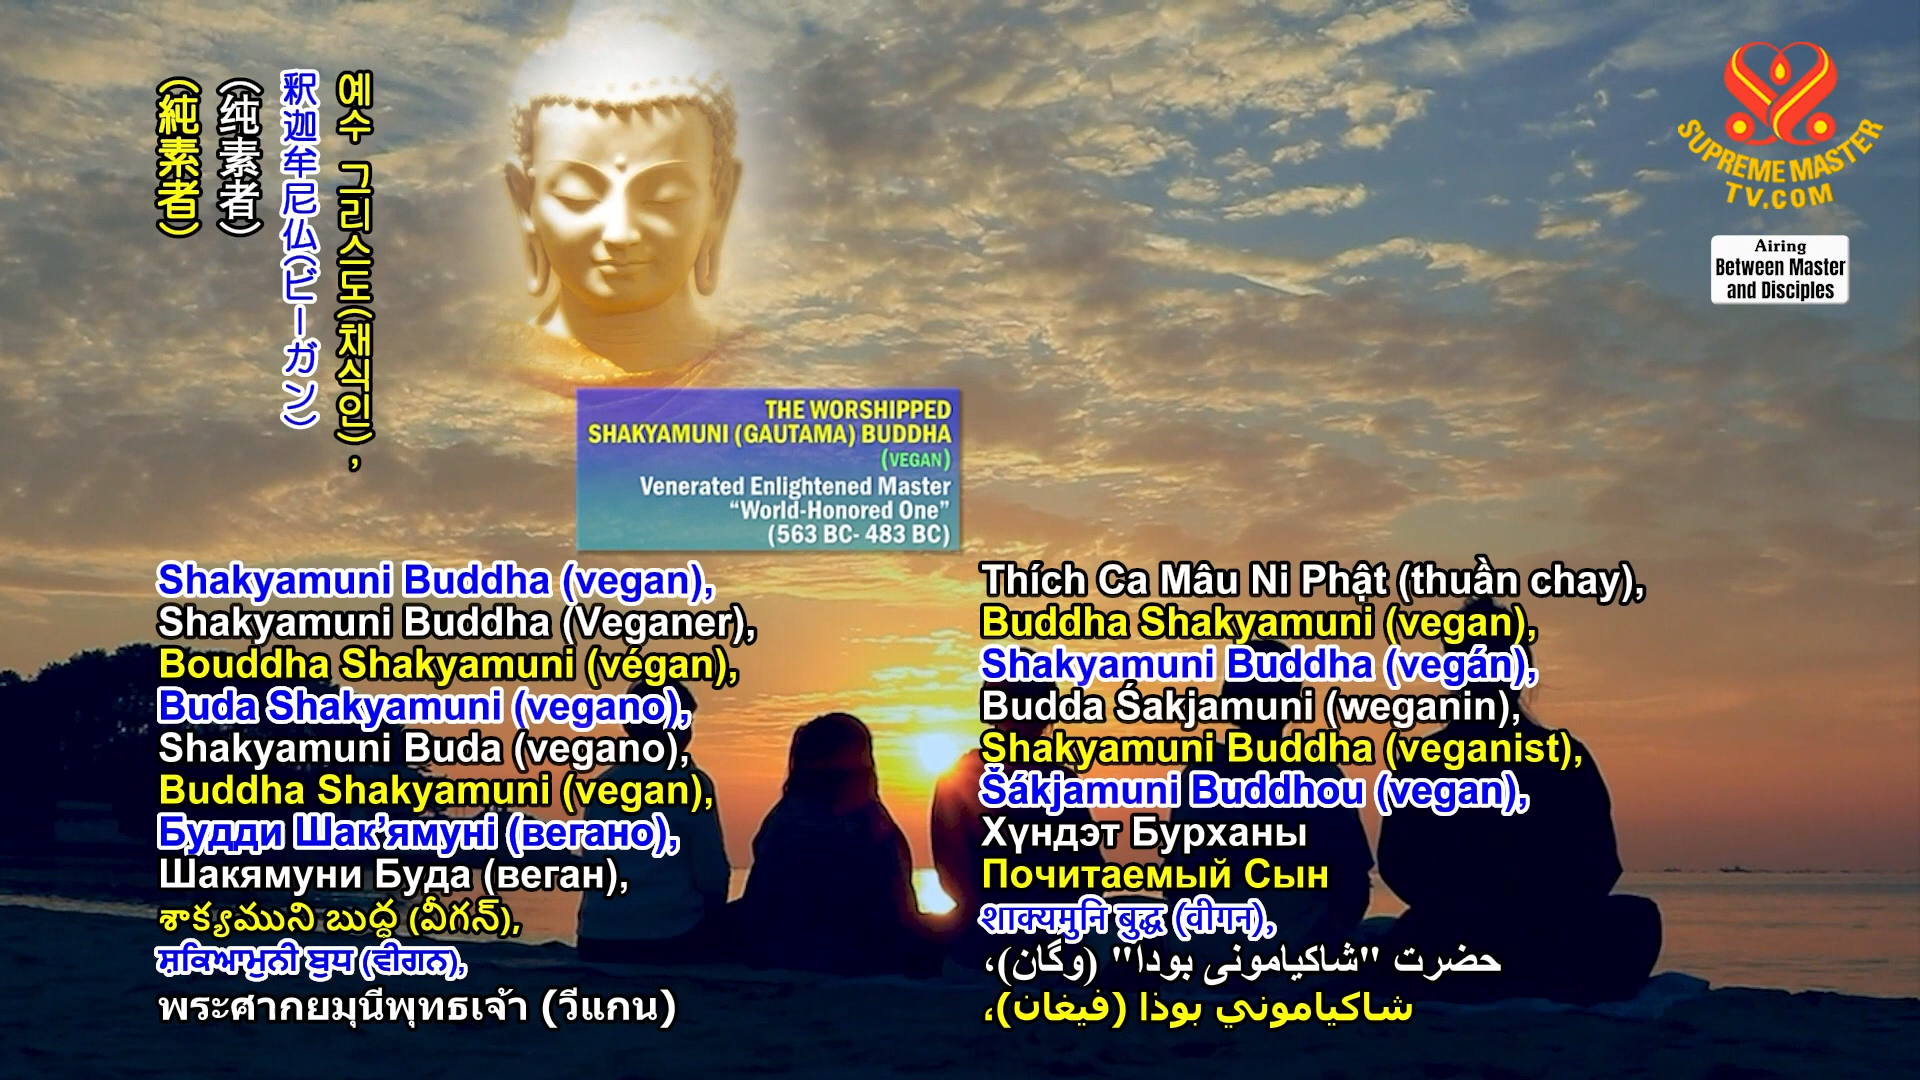 (純素者)
(纯素者)
釈迦牟尼仏(ビーガン)
예수 그리스도(채식인),
SUPREME MASTER
TV.COM
Airing
Between Master
and Disciples
THE WORSHIPPED
SHAKYAMUNI (GAUTAMA) BUDDHA
(VEGAN)
Venerated Enlightened Master
“World-Honored One”
(563 BC- 483 BC)
Shakyamuni Buddha (vegan),
Shakyamuni Buddha (Veganer),
Bouddha Shakyamuni (végan),
Buda Shakyamuni (vegano),
Shakyamuni Buda (vegano),
Buddha Shakyamuni (vegan),
Будди Шак’ямуні (вегано),
Шакямуни Буда (веган),
శాక్యముని బుద్ధ (వీగన్),
ਸ਼ਕਿਆਮੁਨੀ ਬੁਧ (ਵੀਗਨ),
พระศากยมุนีพุทธเจ้า (วีแกน)
Thích Ca Mâu Ni Phật (thuần chay),
Buddha Shakyamuni (vegan),
Shakyamuni Buddha (vegán),
Budda Śakjamuni (weganin),
Shakyamuni Buddha (veganist),
Šákjamuni Buddhou (vegan),
Хүндэт Бурханы
Почитаемый Сын
शाक्यमुनि बुद्ध (वीगन),
حضرت "شاکیامونی بودا" (وگان)،
شاكياموني بوذا (فيغان)،